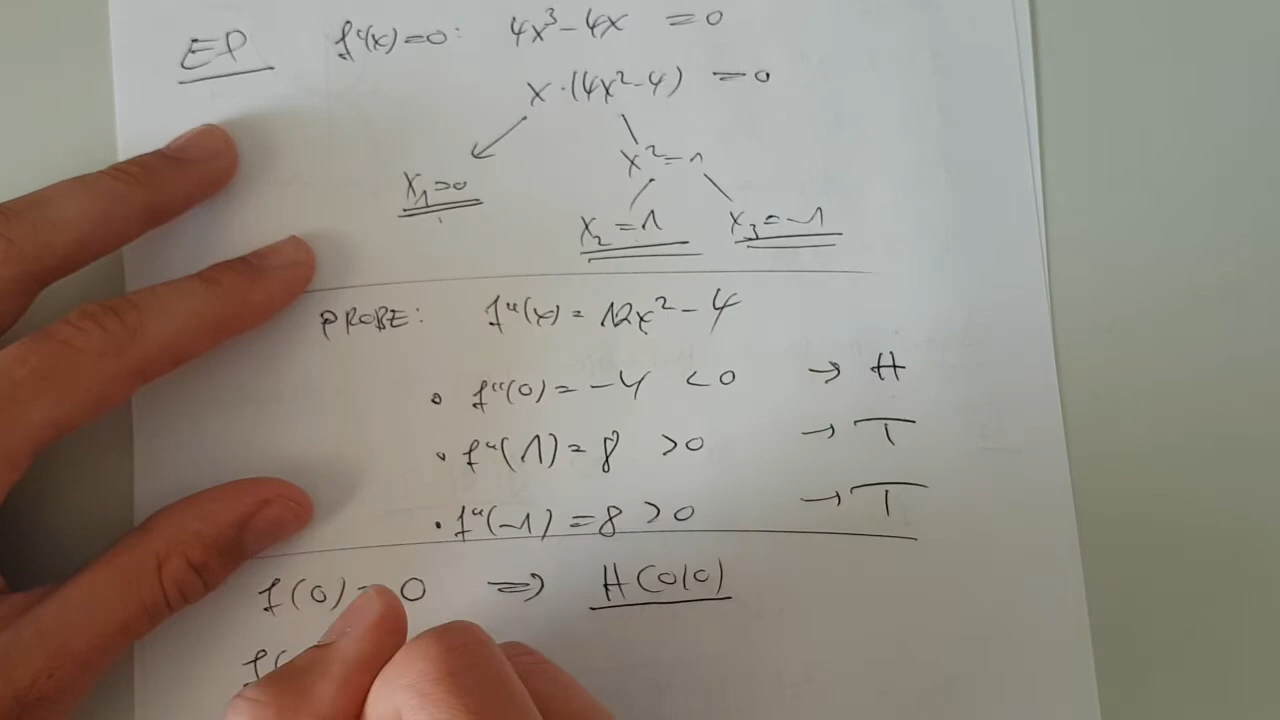 EP f'(x)=0: 4x³-4x = 0
x·(4x²-4) = 0
x²=1
x₁=0
x₂=1 x₃=-1
PROBE: f"(x)= 12x²-4
• f"(0)= -4 <0 → H
• f"(1)= 8 >0 → T
• f"(-1)=8>0 → T
f(0)=0 ⇒ H(0|0)
f(